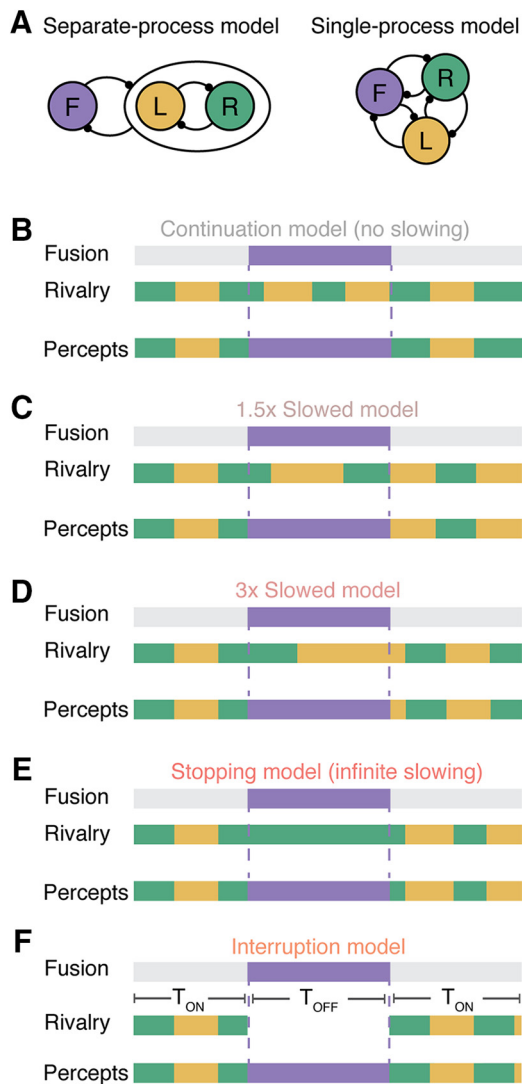 A
Separate-process model
Single-process model
F
L
R
F
R
L
B
Continuation model (no slowing)
Fusion
Rivalry
Percepts
C
1.5x Slowed model
Fusion
Rivalry
Percepts
D
3x Slowed model
Fusion
Rivalry
Percepts
E
Stopping model (infinite slowing)
Fusion
Rivalry
Percepts
F
Interruption model
Fusion
TON
TOFF
TON
Rivalry
Percepts